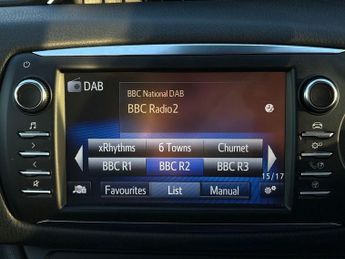 DAB
BBC National DAB
BBC Radio2
xRhythms
6 Towns
Churnet
BBC R1
BBC R2
BBC R3
15/17
Favourites
List
Manual